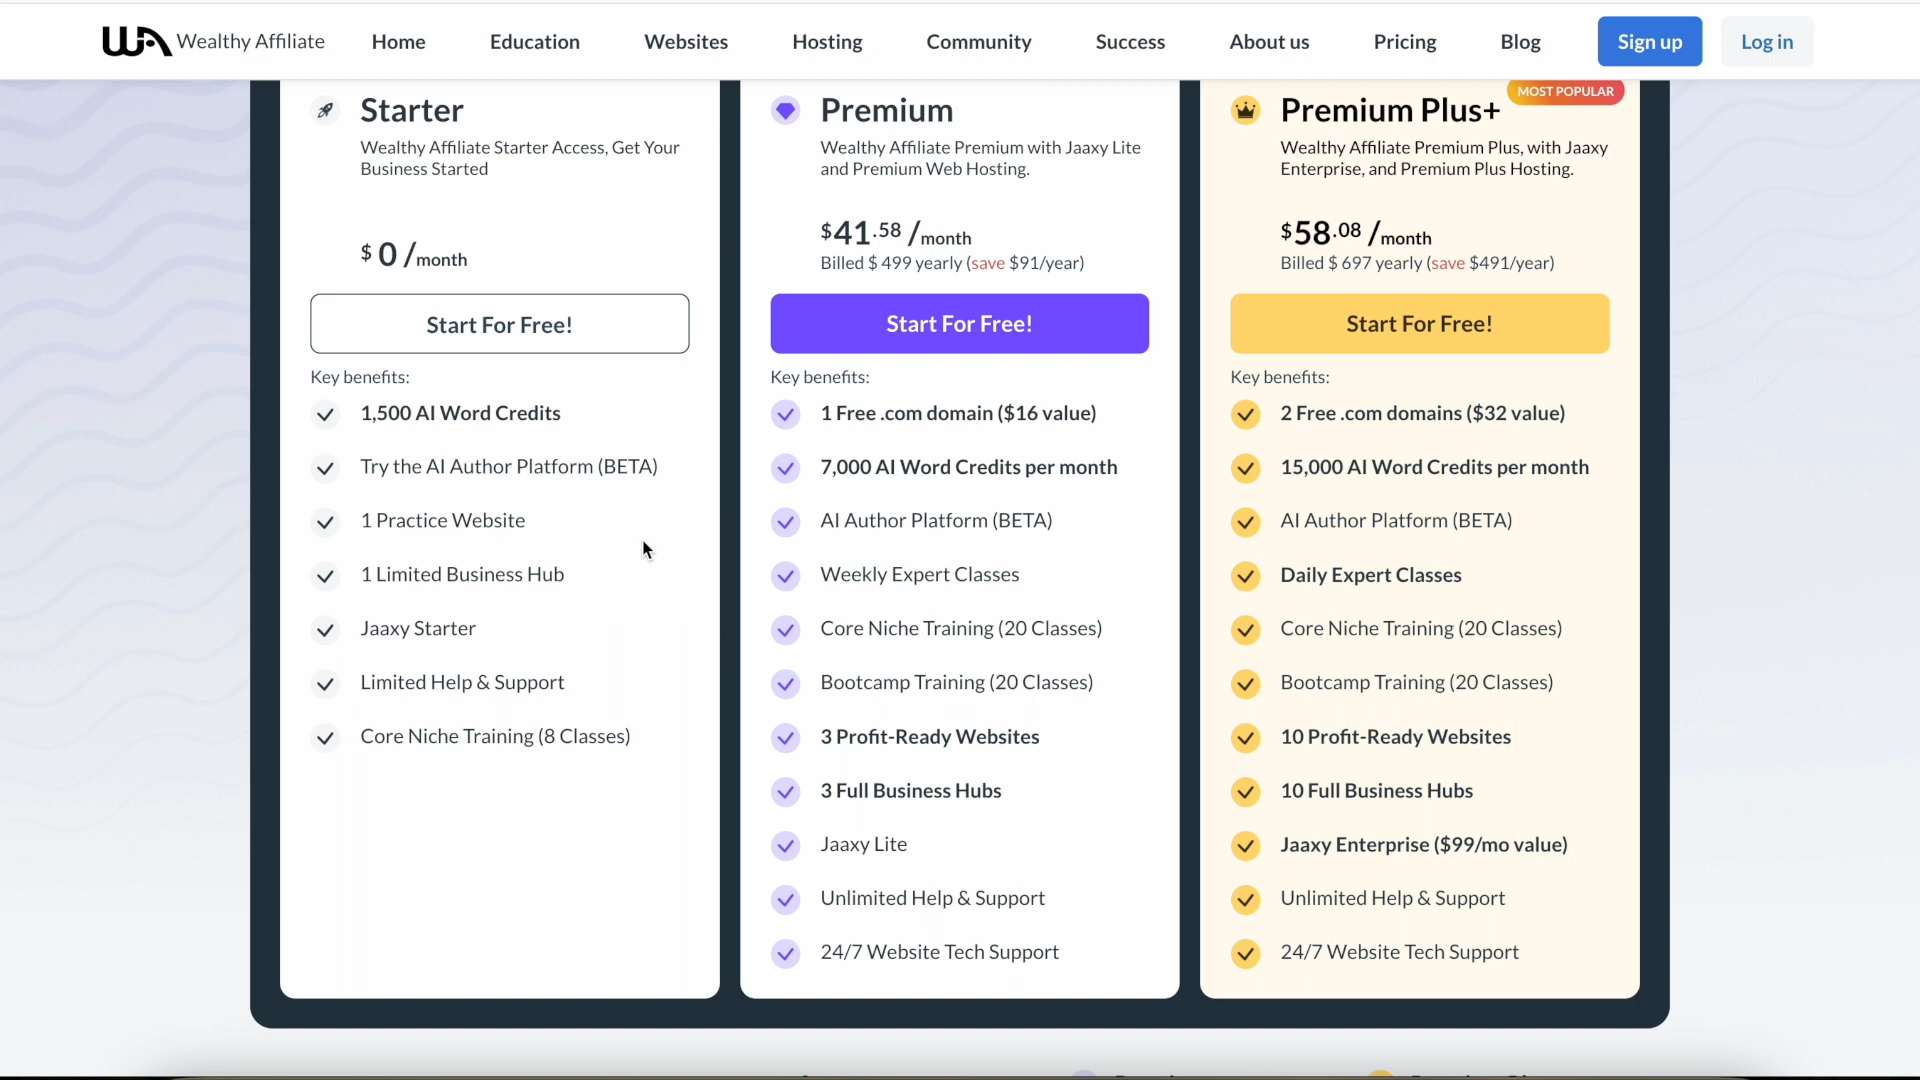 WA Wealthy Affiliate
Home
Education
Websites
Hosting
Community
Success
About us
Pricing
Blog
Sign up
Log in
Starter
Wealthy Affiliate Starter Access, Get Your
Business Started
$ 0 /month
Start For Free!
Key benefits:
1,500 AI Word Credits
Try the AI Author Platform (BETA)
1 Practice Website
1 Limited Business Hub
Jaaxy Starter
Limited Help & Support
Core Niche Training (8 Classes)
Premium
Wealthy Affiliate Premium with Jaaxy Lite
and Premium Web Hosting.
$41.58 /month
Billed $ 499 yearly (save $91/year)
Start For Free!
Key benefits:
1 Free .com domain ($16 value)
7,000 AI Word Credits per month
AI Author Platform (BETA)
Weekly Expert Classes
Core Niche Training (20 Classes)
Bootcamp Training (20 Classes)
3 Profit-Ready Websites
3 Full Business Hubs
Jaaxy Lite
Unlimited Help & Support
24/7 Website Tech Support
MOST POPULAR
Premium Plus+
Wealthy Affiliate Premium Plus, with Jaaxy
Enterprise, and Premium Plus Hosting.
$58.08 /month
Billed $ 697 yearly (save $491/year)
Start For Free!
Key benefits:
2 Free .com domains ($32 value)
15,000 AI Word Credits per month
AI Author Platform (BETA)
Daily Expert Classes
Core Niche Training (20 Classes)
Bootcamp Training (20 Classes)
10 Profit-Ready Websites
10 Full Business Hubs
Jaaxy Enterprise ($99/mo value)
Unlimited Help & Support
24/7 Website Tech Support